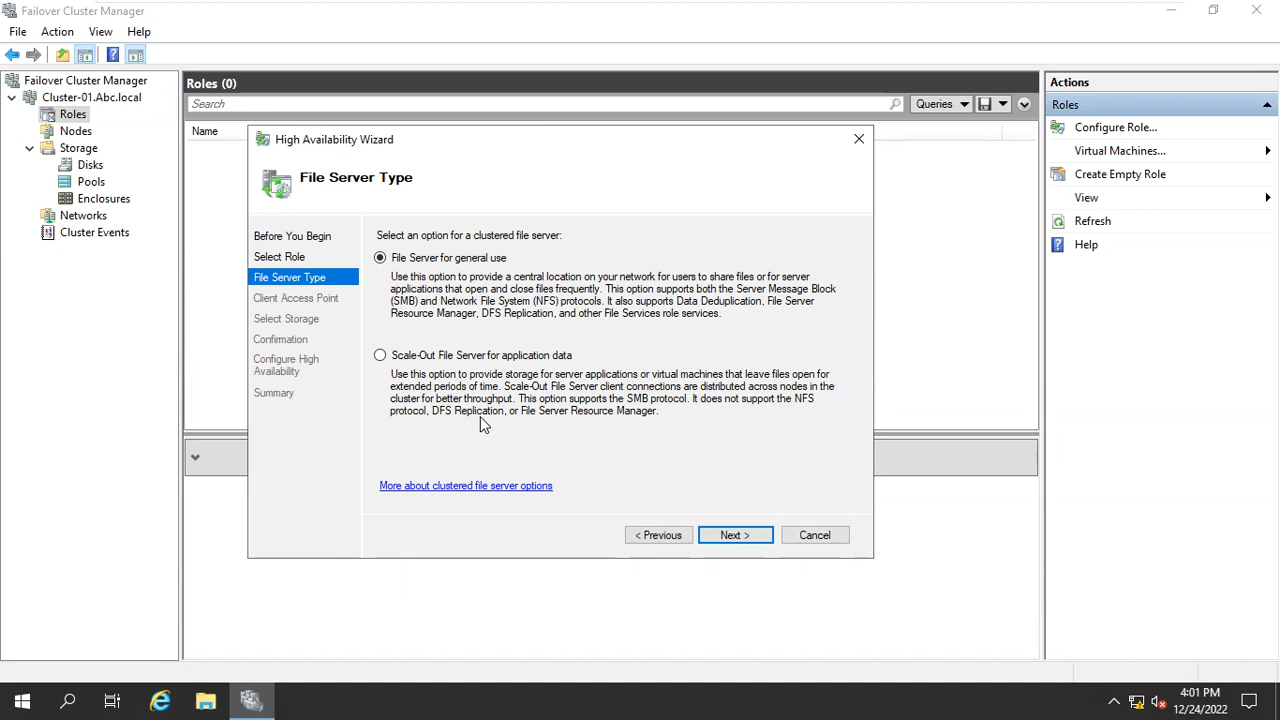 Failover Cluster Manager
File Action View Help
Failover Cluster Manager
Cluster-01.Abc.local
Roles
Nodes
Storage
Disks
Pools
Enclosures
Networks
Cluster Events
Roles (0)
Search
Queries
Name
High Availability Wizard
File Server Type
Before You Begin
Select Role
File Server Type
Client Access Point
Select Storage
Confirmation
Configure High
Availability
Summary
Select an option for a clustered file server:
File Server for general use
Use this option to provide a central location on your network for users to share files or for server
applications that open and close files frequently. This option supports both the Server Message Block
(SMB) and Network File System (NFS) protocols. It also supports Data Deduplication, File Server
Resource Manager, DFS Replication, and other File Services role services.
Scale-Out File Server for application data
Use this option to provide storage for server applications or virtual machines that leave files open for
extended periods of time. Scale-Out File Server client connections are distributed across nodes in the
cluster for better throughput. This option supports the SMB protocol. It does not support the NFS
protocol, DFS Replication, or File Server Resource Manager.
More about clustered file server options
< Previous
Next >
Cancel
Actions
Roles
Configure Role...
Virtual Machines...
Create Empty Role
View
Refresh
Help
4:01 PM
12/24/2022